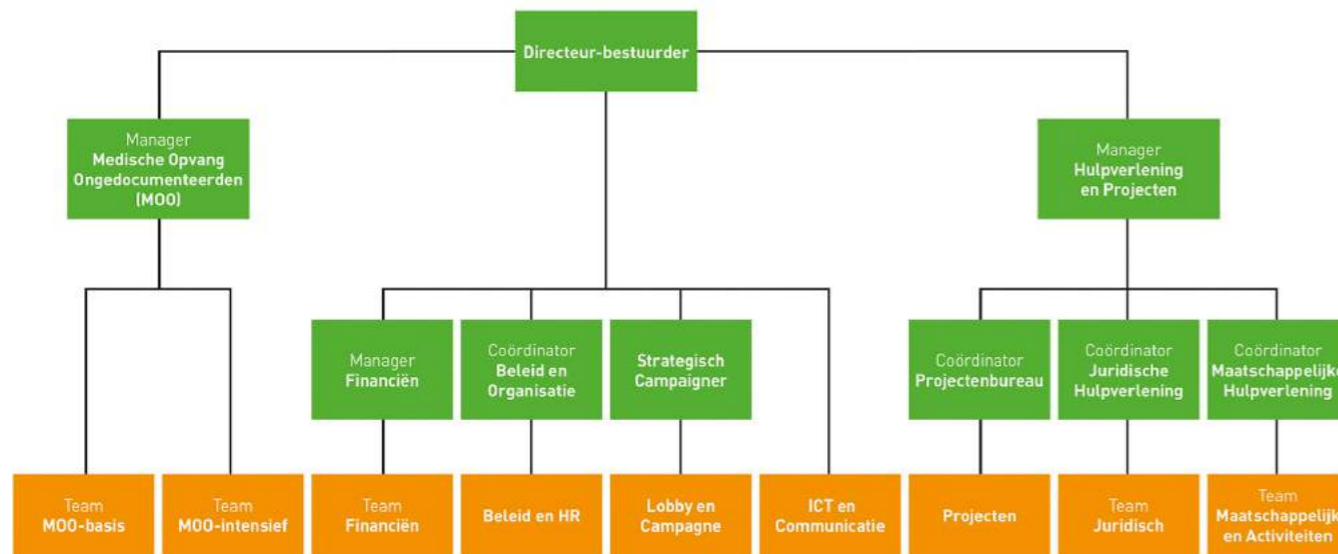 Directeur-bestuurder
Manager
Medische Opvang
Ongedocumenteerden
(MOO)
Manager
Hulpverlening
en Projecten
Manager
Financiën
Coördinator
Beleid en
Organisatie
Strategisch
Campaigner
Coördinator
Projectenbureau
Coördinator
Juridische
Hulpverlening
Coördinator
Maatschappelijke
Hulpverlening
Team
MOO-basis
Team
MOO-intensief
Team
Financiën
Beleid en HR
Lobby en
Campagne
ICT en
Communicatie
Projecten
Team
Juridisch
Team
Maatschappelijk
en Activiteiten